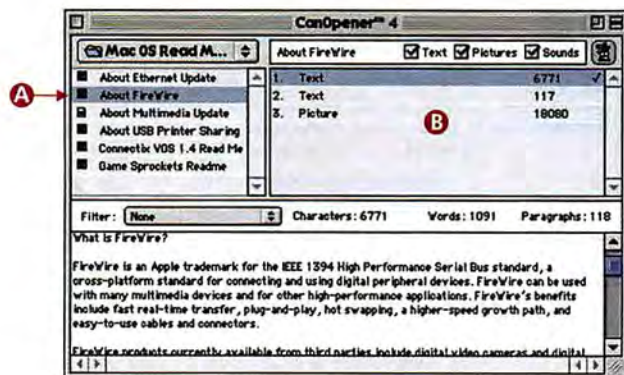 CanOpener™ 4
Mac OS Read M...
About FireWire Text Pictures Sounds
A
About Ethernet Update
About FireWire
About Multimedia Update
About USB Printer Sharing
Connectix VGS 1.4 Read Me
Game Sprockets Readme
1. Text 6771 ✓
2. Text 117
3. Picture 18080
B
Filter: None Characters: 6771 Words: 1091 Paragraphs: 118
What is FireWire?
FireWire is an Apple trademark for the IEEE 1394 High Performance Serial Bus standard, a
cross-platform standard for connecting and using digital peripheral devices. FireWire can be used
with many multimedia devices and for other high-performance applications. FireWire's benefits
include fast real-time transfer, plug-and-play, hot swapping, a higher-speed growth path, and
easy-to-use cables and connectors.
FireWire products currently available from third parties include digital video cameras and digital